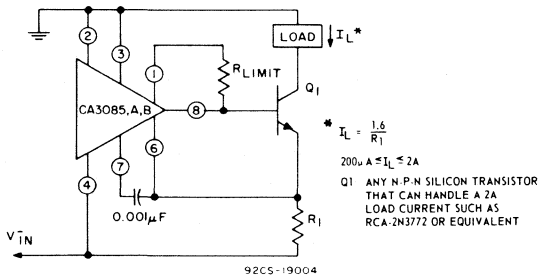 LOAD
I_L*
2
3
1
R_LIMIT
Q1
CA3085,A,B
8
* I_L = 1.6/R1
7
6
200μA ≤ I_L ≤ 2A
4
Q1 ANY N-P-N SILICON TRANSISTOR
THAT CAN HANDLE A 2A
LOAD CURRENT SUCH AS
RCA-2N3772 OR EQUIVALENT
0.001μF
R1
V⁻IN
92CS-19004